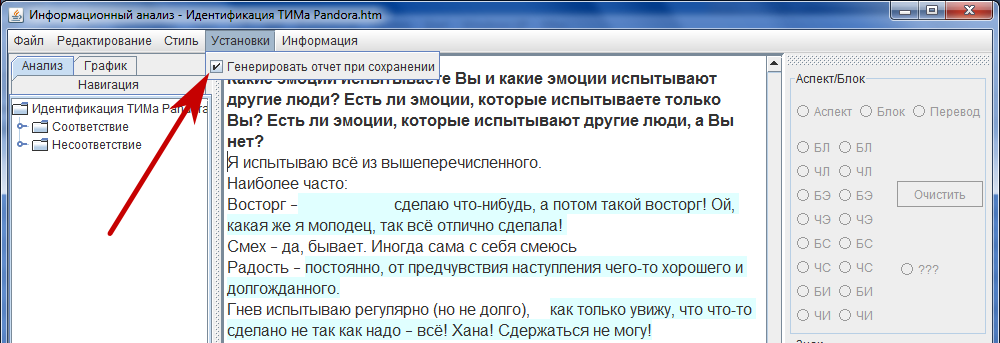 Информационный анализ - Идентификация ТИМа Pandora.htm
Файл Редактирование Стиль Установки Информация
Генерировать отчет при сохранении
Анализ График
Навигация
Идентификация ТИМа Pandora
Соответствие
Несоответствие
Какие эмоции испытываете Вы и какие эмоции испытывают
другие люди? Есть ли эмоции, которые испытываете только
Вы? Есть ли эмоции, которые испытывают другие люди, а Вы
нет?
Я испытываю всё из вышеперечисленного.
Наиболее часто:
Восторг – сделаю что-нибудь, а потом такой восторг! Ой,
какая же я молодец, так всё отлично сделала!
Смех – да, бывает. Иногда сама с себя смеюсь
Радость – постоянно, от предчувствия наступления чего-то хорошего и
долгожданного.
Гнев испытываю регулярно (но не долго), как только увижу, что что-то
сделано не так как надо – всё! Хана! Сдержаться не могу!
Аспект/Блок
Аспект Блок Перевод
БЛ БЛ
ЧЛ ЧЛ
БЭ БЭ
Очистить
ЧЭ ЧЭ
БС БС
ЧС ЧС
???
БИ БИ
ЧИ ЧИ